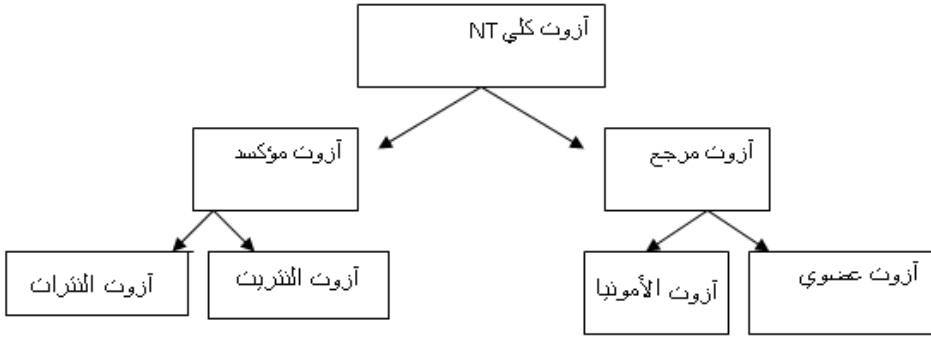 آزوت كلي NT
آزوت مرجع
آزوت مؤكسد
آزوت عضوي
آزوت الأمونيا
آزوت النتريت
آزوت النترات